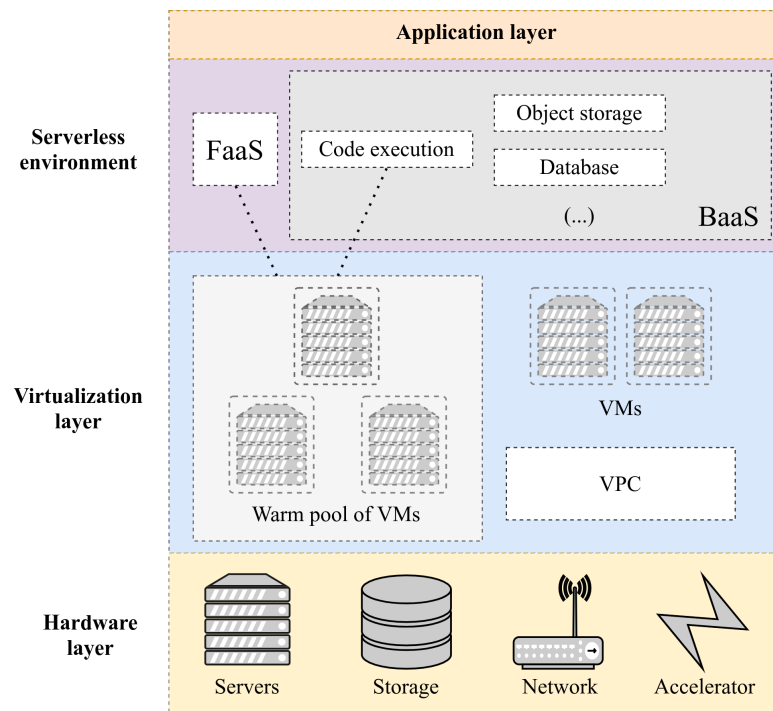 Application layer
Serverless
environment
FaaS
Code execution
Object storage
Database
(...)
BaaS
Virtualization
layer
Warm pool of VMs
VMs
VPC
Hardware
layer
Servers
Storage
Network
Accelerator